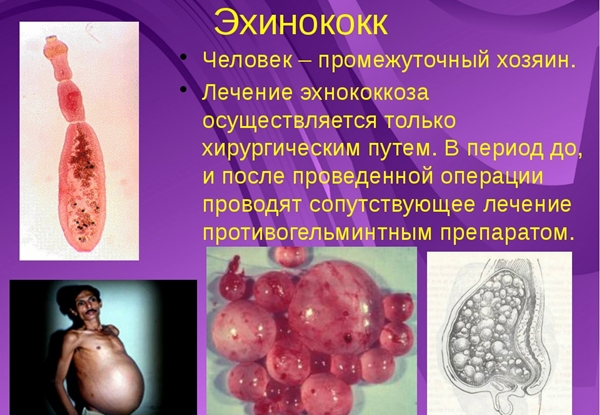 Эхинококк
• Человек – промежуточный хозяин.
• Лечение эхнококкоза
осуществляется только
хирургическим путем. В период до,
и после проведенной операции
проводят сопутствующее лечение
противогельминтным препаратом.